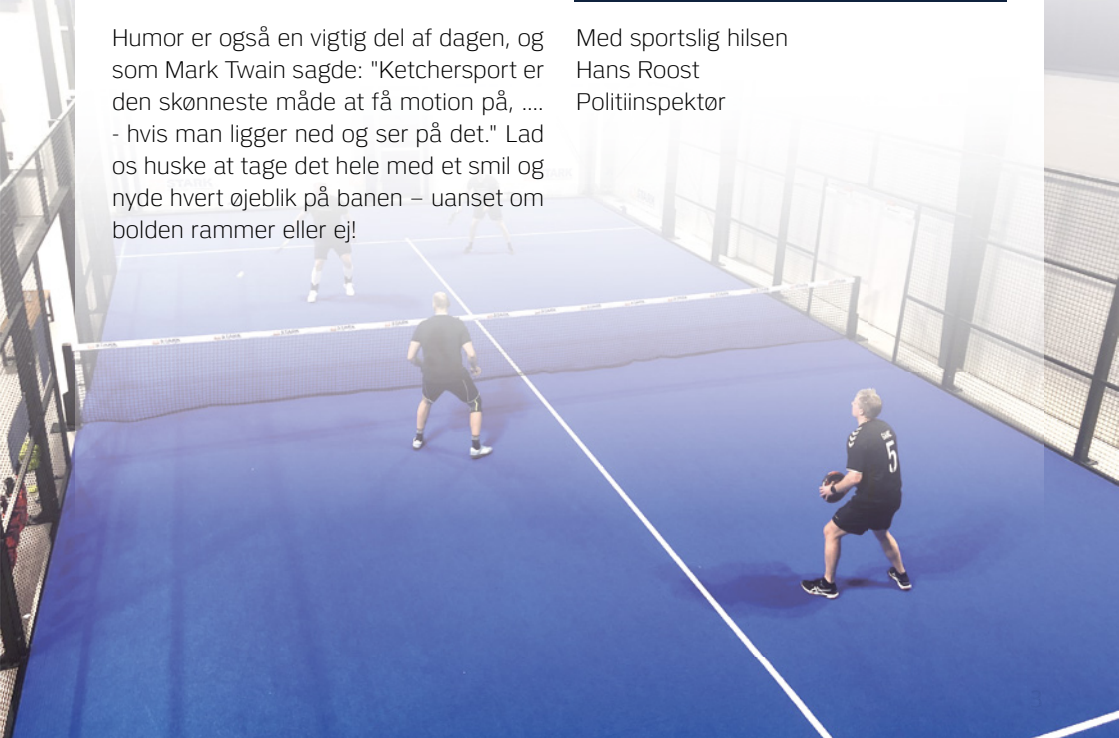 Humor er også en vigtig del af dagen, og
som Mark Twain sagde: "Ketchersport er
den skønneste måde at få motion på, ....
- hvis man ligger ned og ser på det." Lad
os huske at tage det hele med et smil og
nyde hvert øjeblik på banen – uanset om
bolden rammer eller ej!
Med sportslig hilsen
Hans Roost
Politiinspektør
5